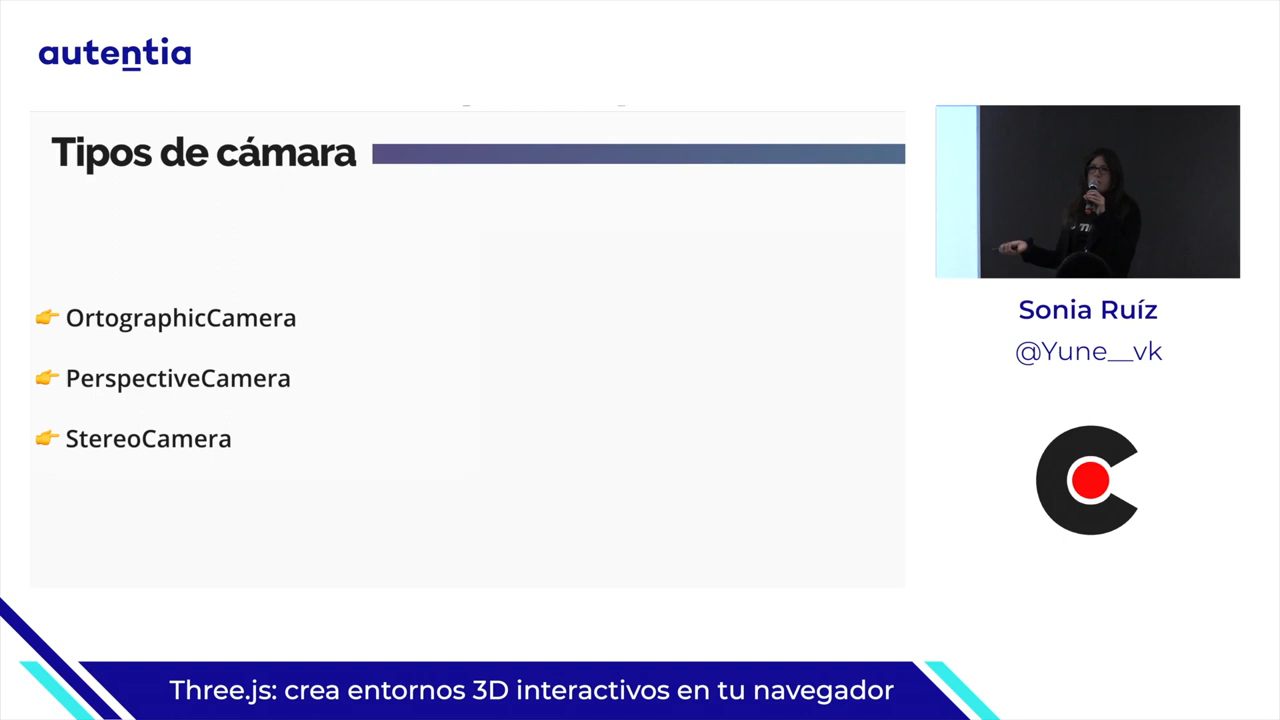 autentia
Tipos de cámara
👉 OrtographicCamera
👉 PerspectiveCamera
👉 StereoCamera
Sonia Ruíz
@Yune__vk
Three.js: crea entornos 3D interactivos en tu navegador